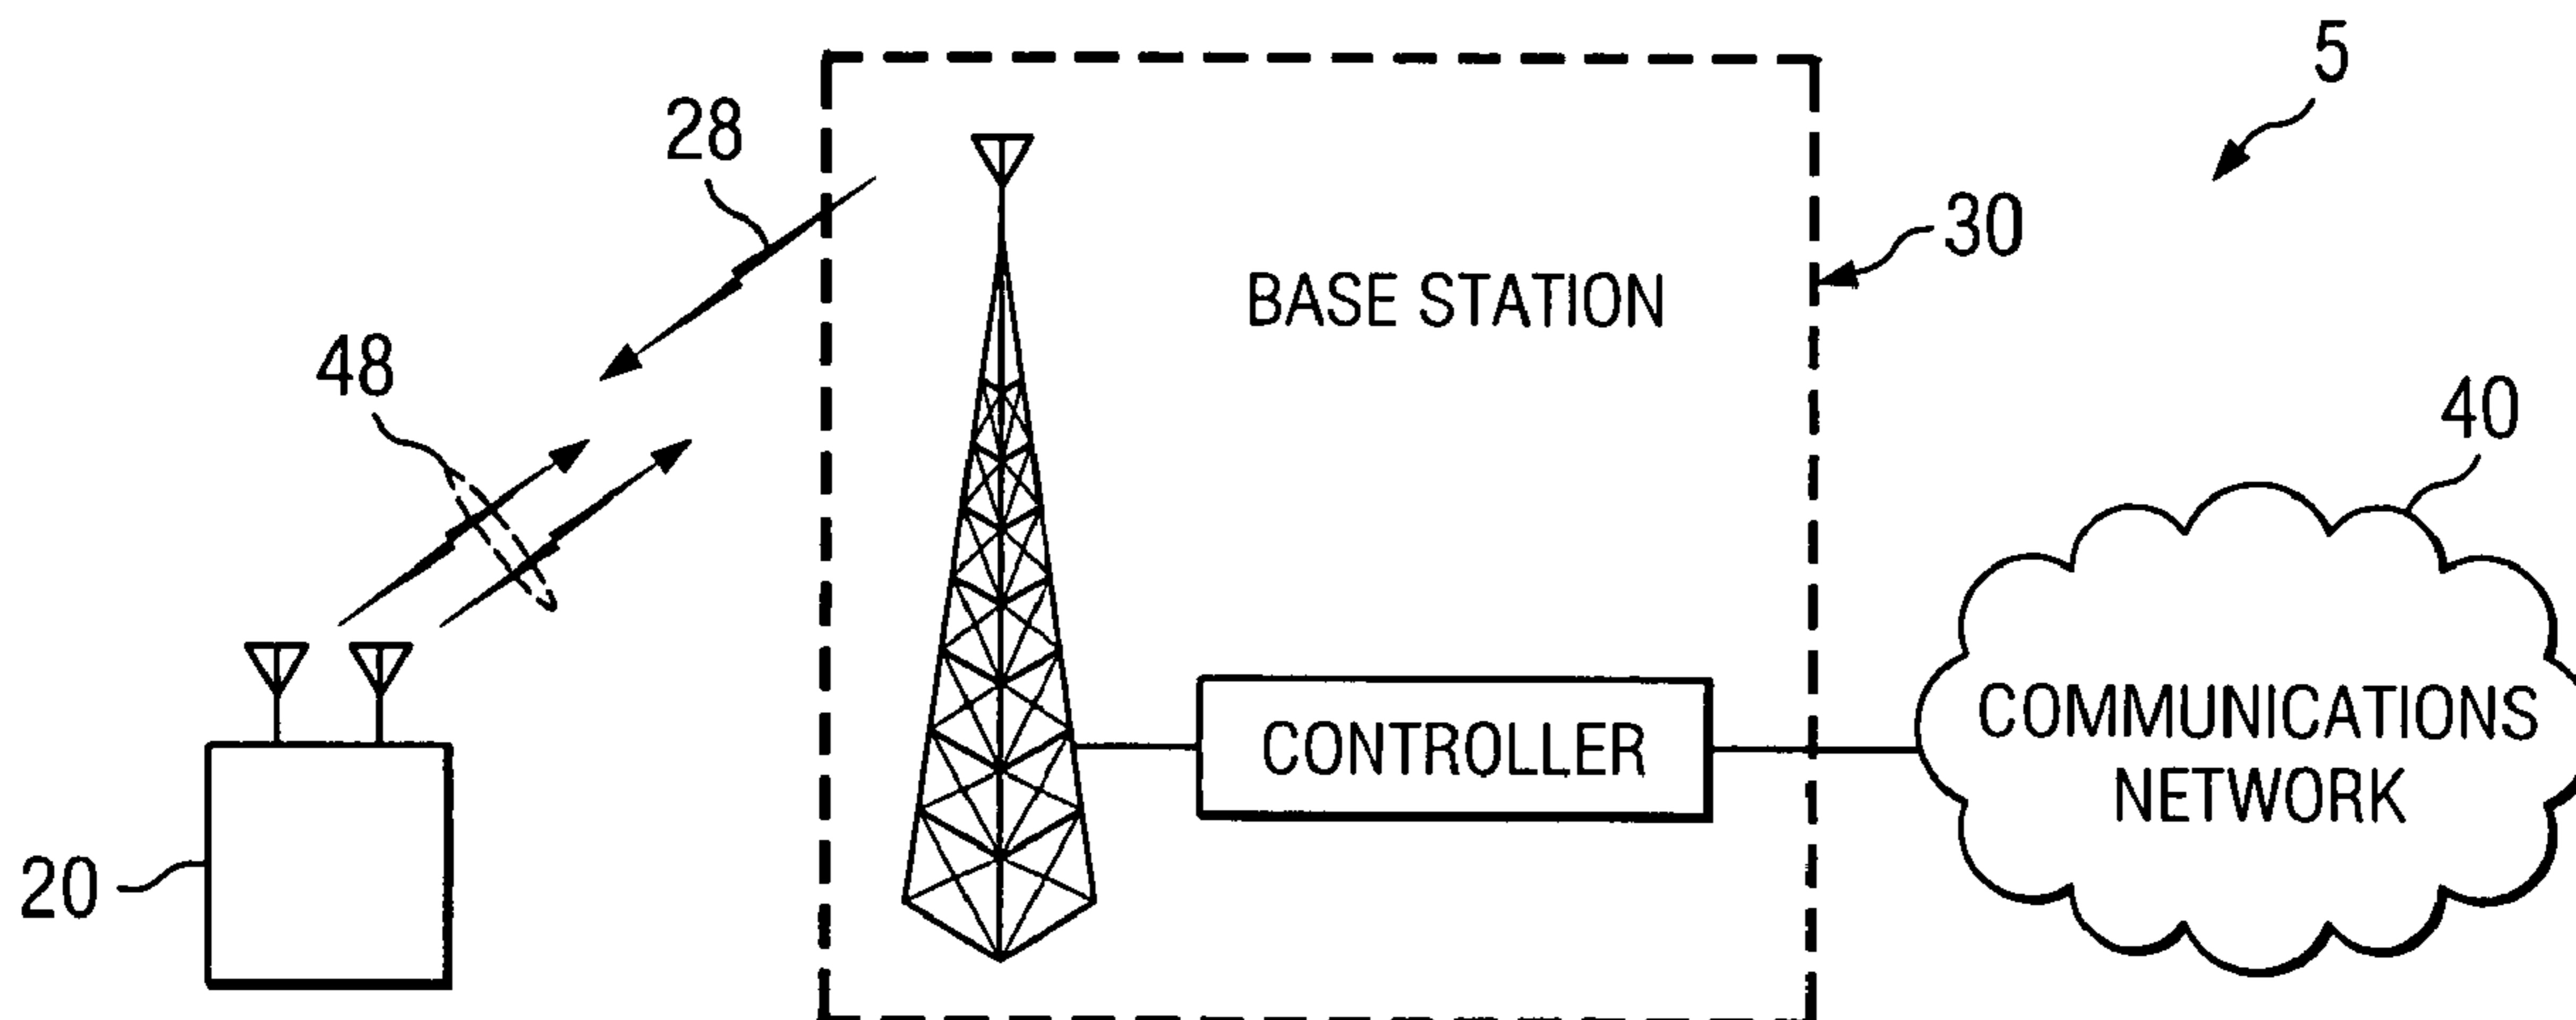 5
28
30
BASE STATION
48
40
COMMUNICATIONS
NETWORK
CONTROLLER
20